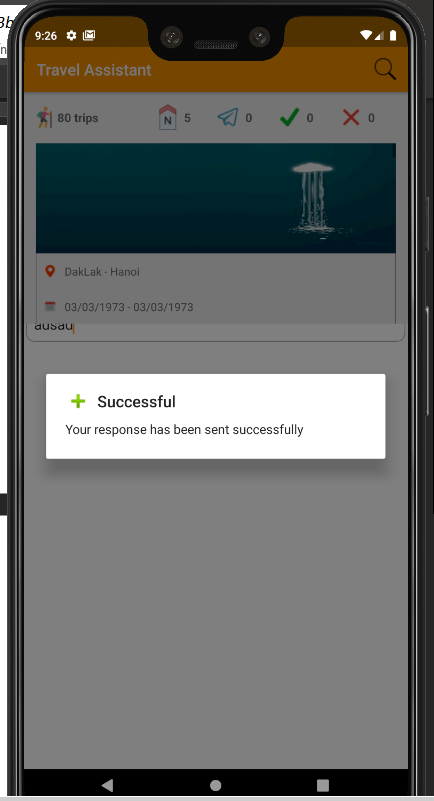 9:26
Travel Assistant
80 trips
N
5
0
0
0
DakLak - Hanoi
03/03/1973 - 03/03/1973
adsad
Successful
Your response has been sent successfully